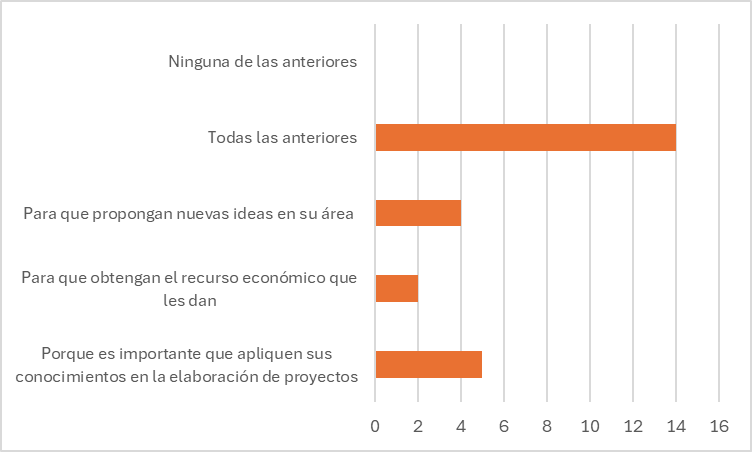 Ninguna de las anteriores
Todas las anteriores
Para que propongan nuevas ideas en su área
Para que obtengan el recurso económico que
les dan
Porque es importante que apliquen sus
conocimientos en la elaboración de proyectos
0 2 4 6 8 10 12 14 16